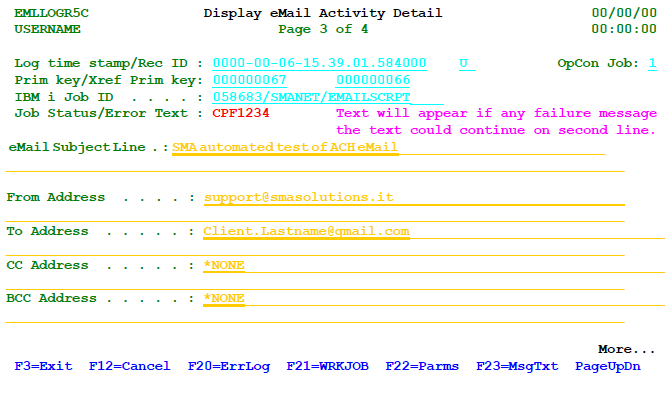 EMLLOGR5C Display eMail Activity Detail 00/00/00
USERNAME Page 3 of 4 00:00:00
Log time stamp/Rec ID : 0000-00-06-15.39.01.584000 U OpCon Job: 1
Prim key/Xref Prim key: 000000067 000000066
IBM i Job ID . . . . : 058683/SMANET/EMAILSCRPT
Job Status/Error Text : CPF1234 Text will appear if any failure message
the text could continue on second line.
eMail Subject Line . : SMA automated test of ACH eMail
From Address . . . . : support@smasolutions.it
To Address . . . . . : Client.Lastname@gmail.com
CC Address . . . . . : *NONE
BCC Address . . . . . : *NONE
More...
F3=Exit F12=Cancel F20=ErrLog F21=WRKJOB F22=Parms F23=MsgTxt PageUpDn